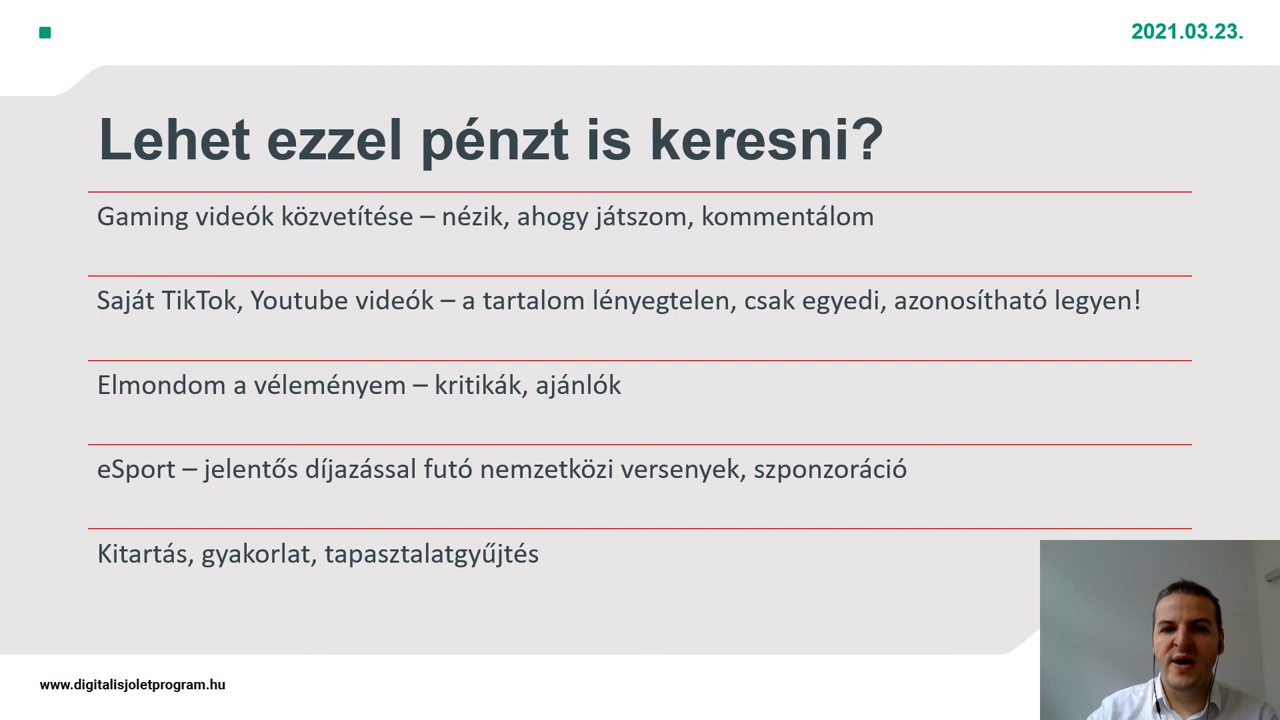 2021.03.23.
Lehet ezzel pénzt is keresni?
Gaming videók közvetítése – nézik, ahogy játszom, kommentálom
Saját TikTok, Youtube videók – a tartalom lényegtelen, csak egyedi, azonosítható legyen!
Elmondom a véleményem – kritikák, ajánlók
eSport – jelentős díjazással futó nemzetközi versenyek, szponzoráció
Kitartás, gyakorlat, tapasztalatgyűjtés
www.digitalisjoletprogram.hu